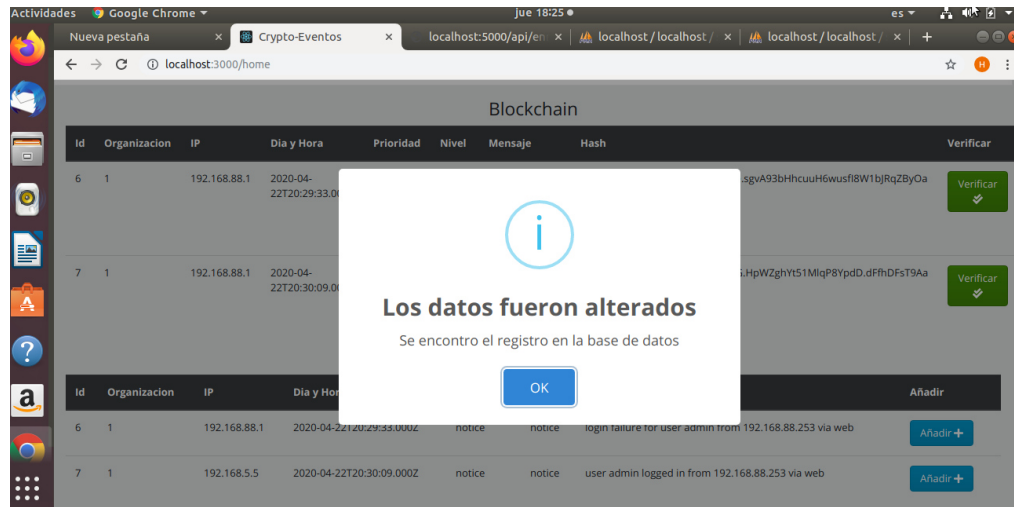 Actividades Google Chrome jue 18:25 es
Nueva pestaña Crypto-Eventos localhost:5000/api/en localhost / localhost / localhost / localhost /
localhost:3000/home H
Blockchain
Id Organizacion IP Dia y Hora Prioridad Nivel Mensaje Hash Verificar
6 1 192.168.88.1 2020-04- .sgvA93bHhcuuH6wusfI8W1bJRqZByOa Verificar
22T20:29:33.00
i
7 1 192.168.88.1 2020-04- .HpWZghYt51MlqP8YpdD.dFfhDFsT9Aa Verificar
22T20:30:09.00
Los datos fueron alterados
Se encontro el registro en la base de datos
OK
Id Organizacion IP Dia y Hor Añadir
6 1 192.168.88.1 2020-04-22T20:29:33.000Z notice notice login failure for user admin from 192.168.88.253 via web Añadir
7 1 192.168.5.5 2020-04-22T20:30:09.000Z notice notice user admin logged in from 192.168.88.253 via web Añadir